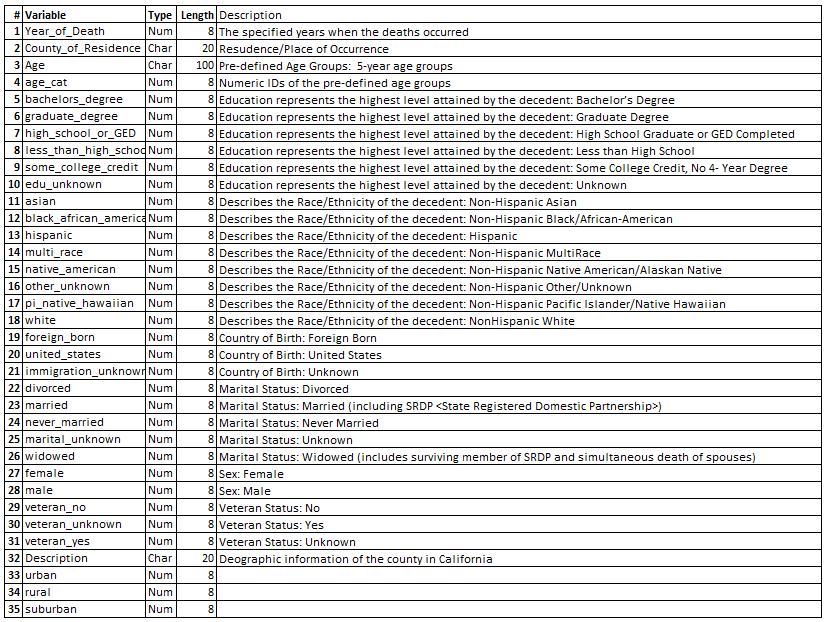 # Variable Type Length Description
1 Year_of_Death Num 8 The specified years when the deaths occurred
2 County_of_Residence Char 20 Resudence/Place of Occurrence
3 Age Char 100 Pre-defined Age Groups: 5-year age groups
4 age_cat Num 8 Numeric IDs of the pre-defined age groups
5 bachelors_degree Num 8 Education represents the highest level attained by the decedent: Bachelor's Degree
6 graduate_degree Num 8 Education represents the highest level attained by the decedent: Graduate Degree
7 high_school_or_GED Num 8 Education represents the highest level attained by the decedent: High School Graduate or GED Completed
8 less_than_high_schoo Num 8 Education represents the highest level attained by the decedent: Less than High School
9 some_college_credit Num 8 Education represents the highest level attained by the decedent: Some College Credit, No 4- Year Degree
10 edu_unknown Num 8 Education represents the highest level attained by the decedent: Unknown
11 asian Num 8 Describes the Race/Ethnicity of the decedent: Non-Hispanic Asian
12 black_african_america Num 8 Describes the Race/Ethnicity of the decedent: Non-Hispanic Black/African-American
13 hispanic Num 8 Describes the Race/Ethnicity of the decedent: Hispanic
14 multi_race Num 8 Describes the Race/Ethnicity of the decedent: Non-Hispanic MultiRace
15 native_american Num 8 Describes the Race/Ethnicity of the decedent: Non-Hispanic Native American/Alaskan Native
16 other_unknown Num 8 Describes the Race/Ethnicity of the decedent: Non-Hispanic Other/Unknown
17 pi_native_hawaiian Num 8 Describes the Race/Ethnicity of the decedent: Non-Hispanic Pacific Islander/Native Hawaiian
18 white Num 8 Describes the Race/Ethnicity of the decedent: NonHispanic White
19 foreign_born Num 8 Country of Birth: Foreign Born
20 united_states Num 8 Country of Birth: United States
21 immigration_unknown Num 8 Country of Birth: Unknown
22 divorced Num 8 Marital Status: Divorced
23 married Num 8 Marital Status: Married (including SRDP <State Registered Domestic Partnership>)
24 never_married Num 8 Marital Status: Never Married
25 marital_unknown Num 8 Marital Status: Unknown
26 widowed Num 8 Marital Status: Widowed (includes surviving member of SRDP and simultaneous death of spouses)
27 female Num 8 Sex: Female
28 male Num 8 Sex: Male
29 veteran_no Num 8 Veteran Status: No
30 veteran_unknown Num 8 Veteran Status: Yes
31 veteran_yes Num 8 Veteran Status: Unknown
32 Description Char 20 Deographic information of the county in California
33 urban Num 8
34 rural Num 8
35 suburban Num 8